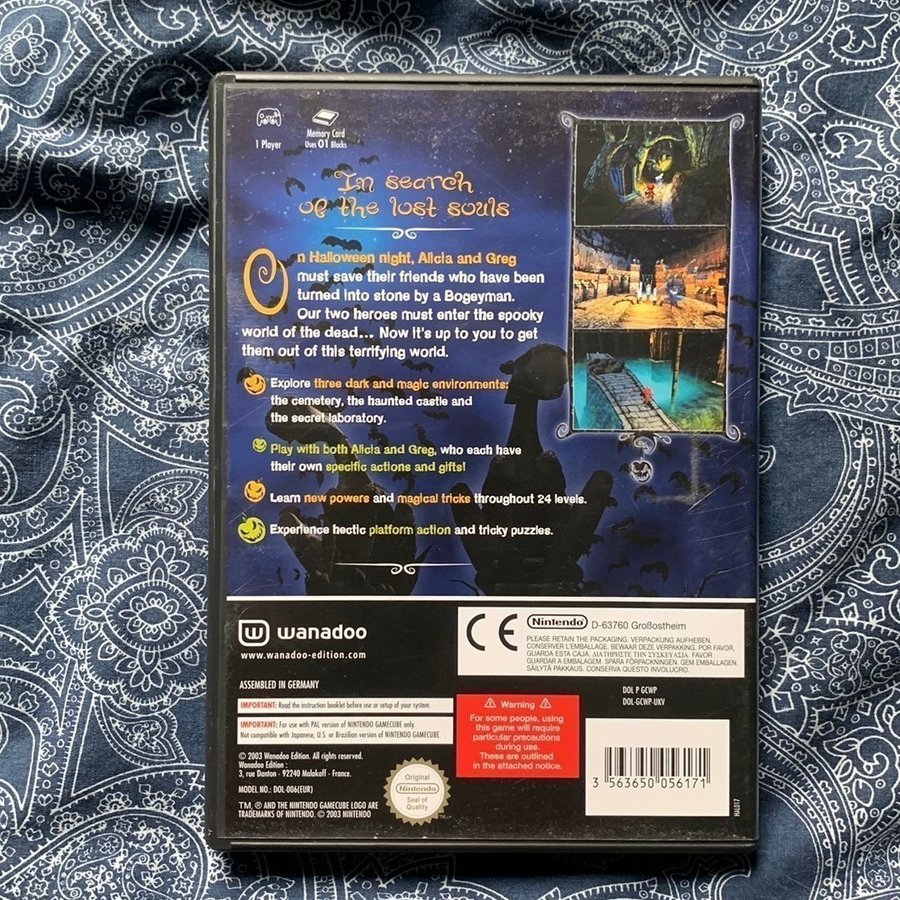 1 Player
Memory Card
Uses 01 Blocks
In search
of the lost souls
On Halloween night, Alicia and Greg
must save their friends who have been
turned into stone by a Bogeyman.
Our two heroes must enter the spooky
world of the dead... Now it's up to you to get
them out of this terrifying world.
Explore three dark and magic environments:
the cemetery, the haunted castle and
the secret laboratory.
Play with both Alicia and Greg, who each have
their own specific actions and gifts!
Learn new powers and magical tricks throughout 24 levels.
Experience hectic platform action and tricky puzzles.
w wanadoo
www.wanadoo-edition.com
CE
Nintendo D-63760 Großostheim
PLEASE RETAIN THE PACKAGING. VERPACKUNG AUFHEBEN.
CONSERVER L'EMBALLAGE. BEWAAR DEZE VERPAKKING. POR FAVOR,
GUARDA ESTA CAJA. ΔΙΑΤΗΡΗΣΤΕ ΤΗΝ ΣΥΣΚΕΥΑΣΙΑ. FAVOR
GUARDAR A EMBALAGEM. SPARA FÖRPACKNINGEN. GEM EMBALLAGEN.
SÄILYTÄ PAKKAUS. CONSERVA QUESTO INVOLUCRO.
ASSEMBLED IN GERMANY
IMPORTANT: Read the instruction booklet before use or setup of your system.
IMPORTANT: For use with PAL version of NINTENDO GAMECUBE only.
Not compatible with Japanese, U.S. or Brazilian version of NINTENDO GAMECUBE.
© 2003 Wanadoo Edition. All rights reserved.
Wanadoo Edition :
3, rue Danton - 92240 Malakoff - France.
MODEL NO.: DOL-006(EUR)
TM, ® AND THE NINTENDO GAMECUBE LOGO ARE
TRADEMARKS OF NINTENDO. © 2003 NINTENDO
Original
Nintendo
Seal of
Quality
TM
Warning
For some people, using
this game will require
particular precautions
during use.
These are outlined
in the attached notice.
DOL P GCWP
DOL-GCWP-UKV
3 563650 056171
HAL017